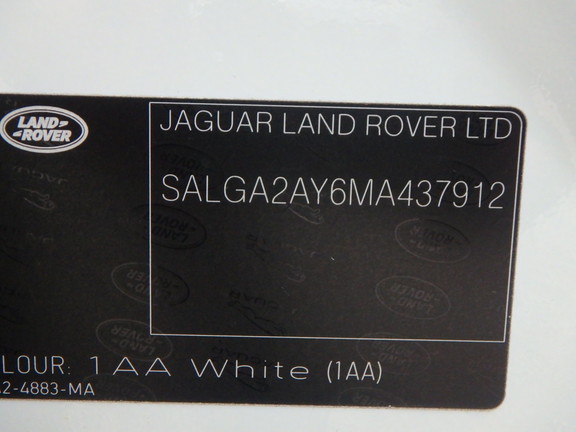 LAND-
-ROVER
JAGUAR LAND ROVER LTD
SALGA2AY6MA437912
LOUR: 1AA White (1AA)
2-4883-MA